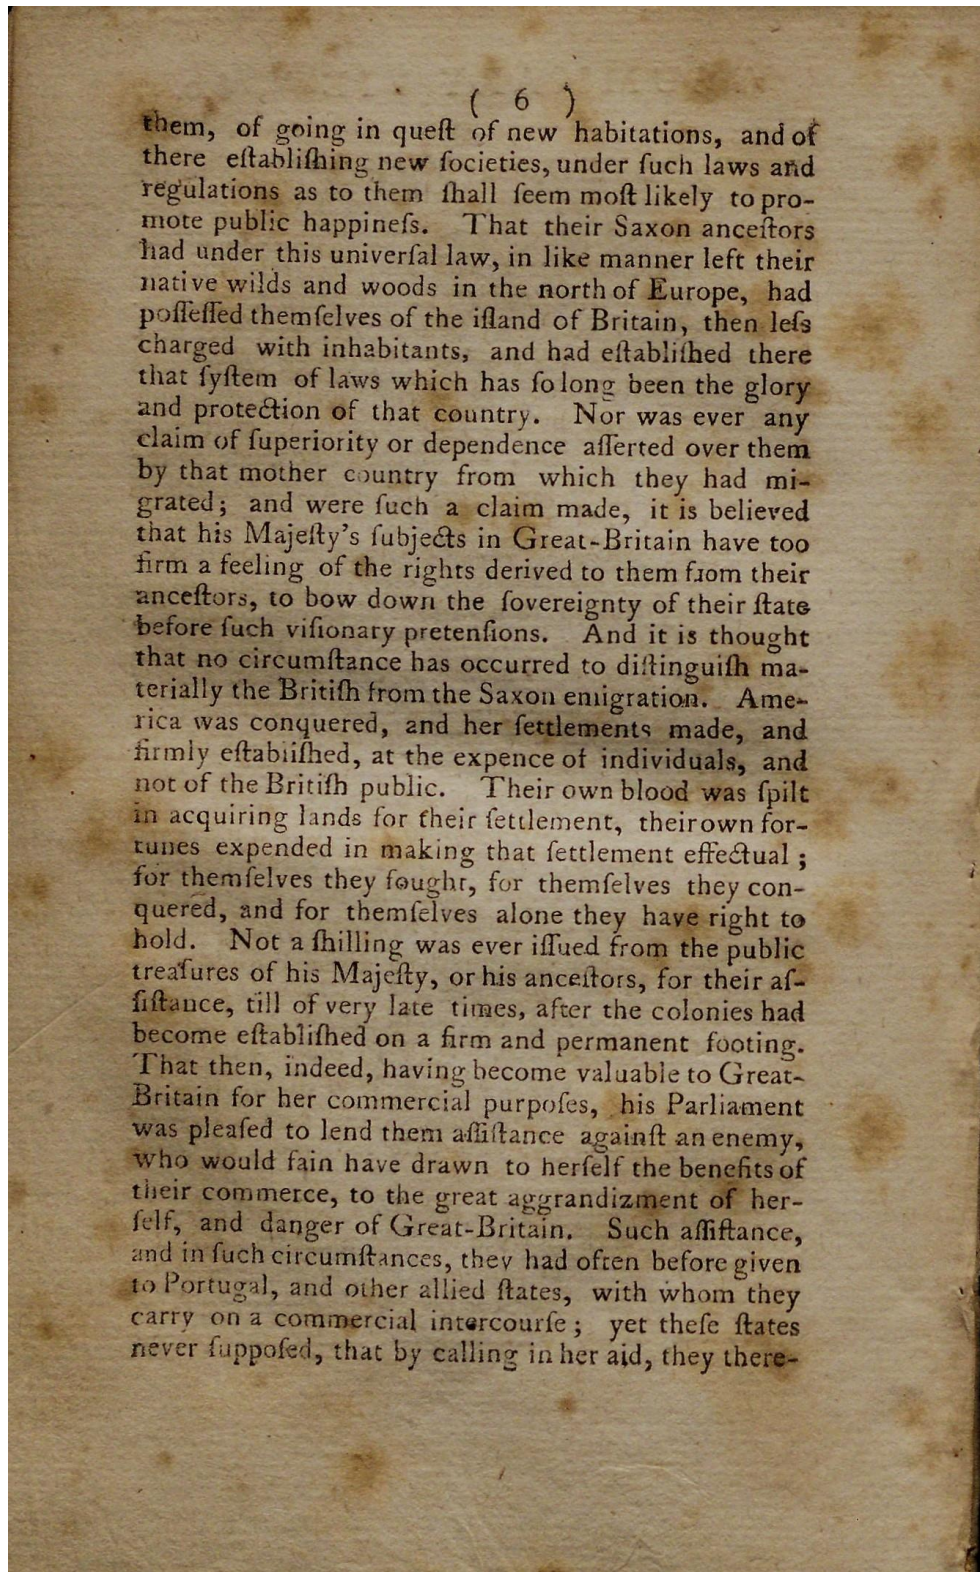 ( 6 )
them, of going in queſt of new habitations, and of
there eſtabliſhing new ſocieties, under ſuch laws and
regulations as to them ſhall ſeem moſt likely to pro-
mote public happineſs. That their Saxon anceſtors
had under this univerſal law, in like manner left their
native wilds and woods in the north of Europe, had
poſſeſſed themſelves of the iſland of Britain, then leſs
charged with inhabitants, and had eſtabliſhed there
that ſyſtem of laws which has ſo long been the glory
and protection of that country. Nor was ever any
claim of ſuperiority or dependence aſſerted over them
by that mother country from which they had mi-
grated; and were ſuch a claim made, it is believed
that his Majeſty's ſubjects in Great-Britain have too
firm a feeling of the rights derived to them from their
anceſtors, to bow down the ſovereignty of their ſtate
before ſuch viſionary pretenſions. And it is thought
that no circumſtance has occurred to diſtinguiſh ma-
terially the Britiſh from the Saxon emigration. Ame-
rica was conquered, and her ſettlements made, and
firmly eſtabliſhed, at the expence of individuals, and
not of the Britiſh public. Their own blood was ſpilt
in acquiring lands for their ſettlement, their own for-
tunes expended in making that ſettlement effectual;
for themſelves they fought, for themſelves they con-
quered, and for themſelves alone they have right to
hold. Not a ſhilling was ever iſſued from the public
treaſures of his Majeſty, or his anceſtors, for their aſ-
ſiſtance, till of very late times, after the colonies had
become eſtabliſhed on a firm and permanent footing.
That then, indeed, having become valuable to Great-
Britain for her commercial purpoſes, his Parliament
was pleaſed to lend them aſſiſtance againſt an enemy,
who would fain have drawn to herſelf the benefits of
their commerce, to the great aggrandizment of her-
ſelf, and danger of Great-Britain. Such aſſiſtance,
and in ſuch circumſtances, they had often before given
to Portugal, and other allied ſtates, with whom they
carry on a commercial intercourſe; yet theſe ſtates
never ſuppoſed, that by calling in her aid, they there-